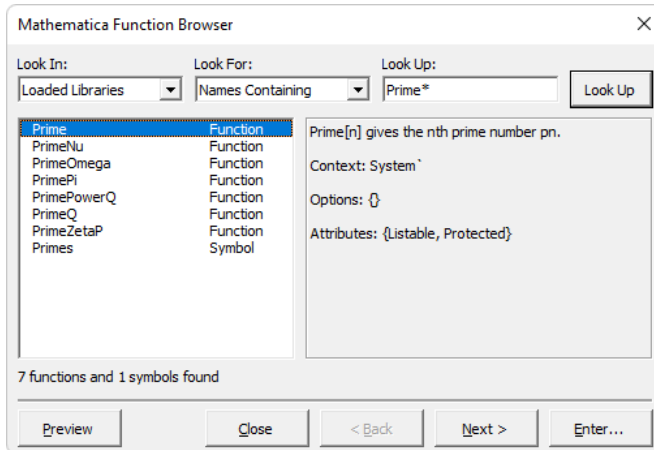 Mathematica Function Browser
Look In: Look For: Look Up:
Loaded Libraries Names Containing Prime* Look Up
Prime Function
PrimeNu Function
PrimeOmega Function
PrimePi Function
PrimePowerQ Function
PrimeQ Function
PrimeZetaP Function
Primes Symbol
Prime[n] gives the nth prime number pn.
Context: System`
Options: {}
Attributes: {Listable, Protected}
7 functions and 1 symbols found
Preview Close < Back Next > Enter...